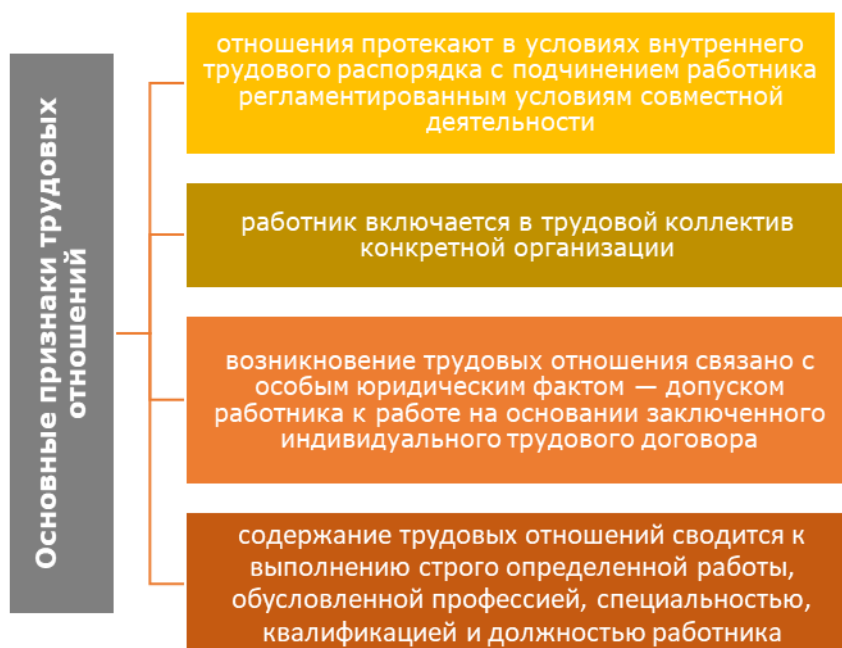 Основные признаки трудовых
отношений
отношения протекают в условиях внутреннего
трудового распорядка с подчинением работника
регламентированным условиям совместной
деятельности
работник включается в трудовой коллектив
конкретной организации
возникновение трудовых отношения связано с
особым юридическим фактом — допуском
работника к работе на основании заключенного
индивидуального трудового договора
содержание трудовых отношений сводится к
выполнению строго определенной работы,
обусловленной профессией, специальностью,
квалификацией и должностью работника